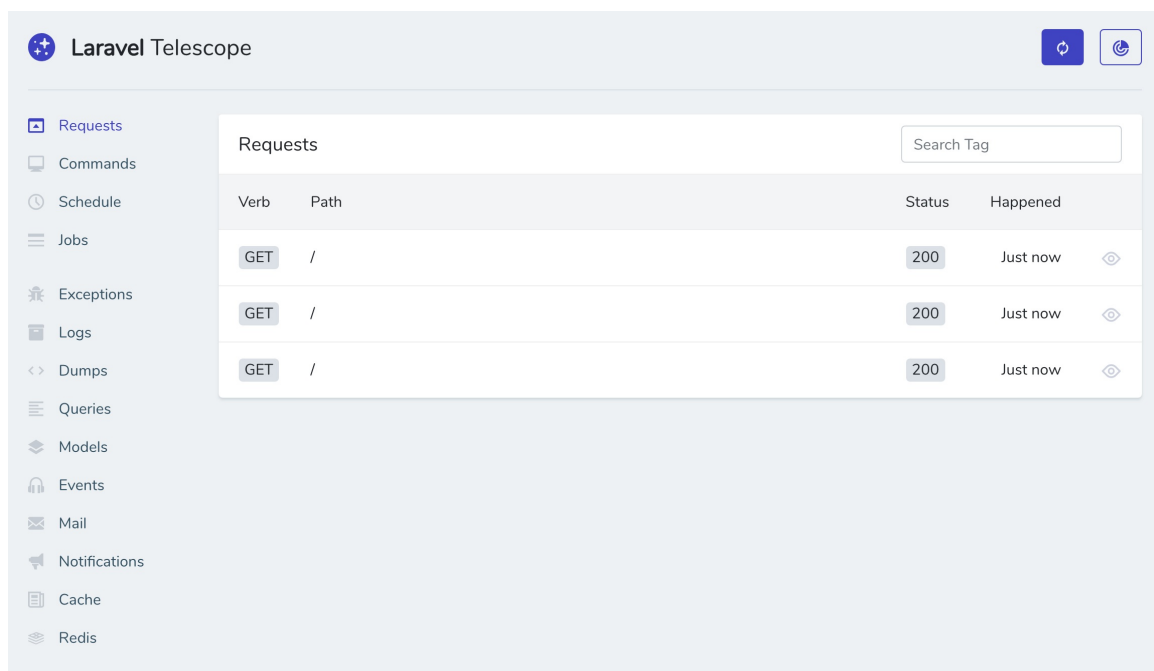 Laravel Telescope
Requests
Commands
Schedule
Jobs
Exceptions
Logs
Dumps
Queries
Models
Events
Mail
Notifications
Cache
Redis
Requests
Search Tag
Verb Path Status Happened
GET / 200 Just now
GET / 200 Just now
GET / 200 Just now